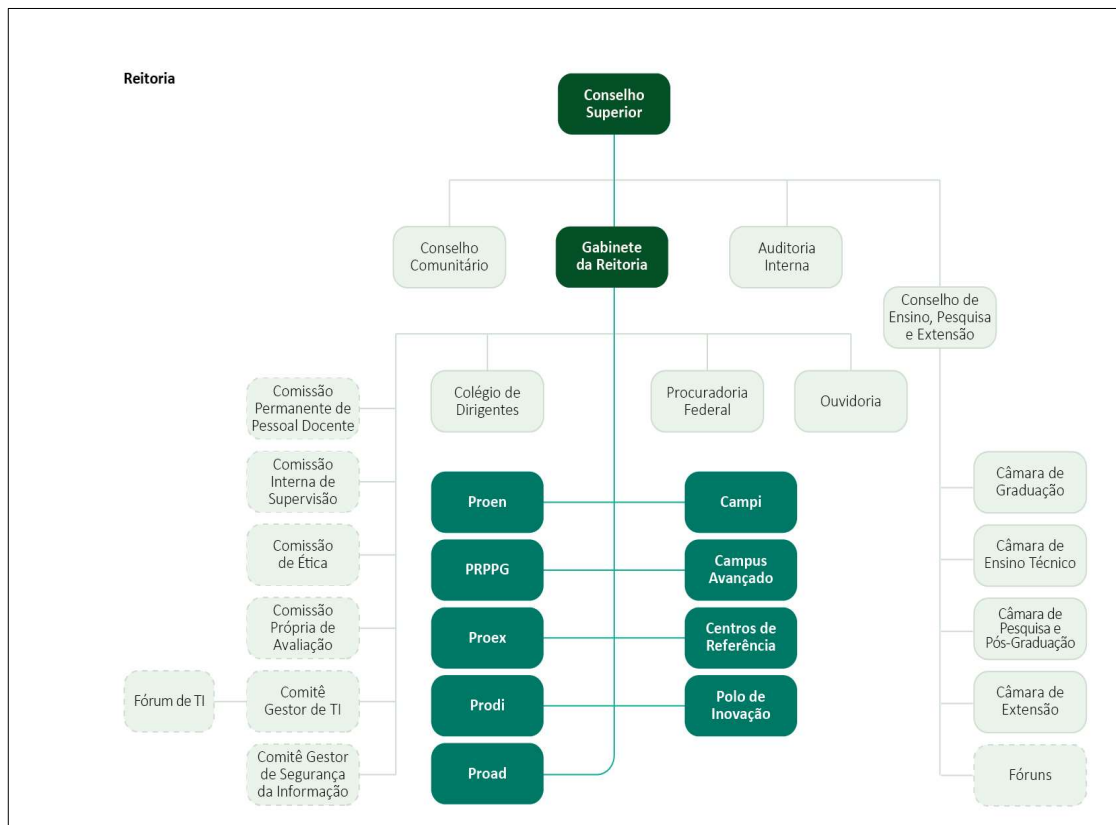 Reitoria
Conselho
Superior
Conselho
Comunitário
Gabinete
da Reitoria
Auditoria
Interna
Conselho de
Ensino, Pesquisa
e Extensão
Comissão
Permanente de
Pessoal Docente
Colégio de
Dirigentes
Procuradoria
Federal
Ouvidoria
Comissão
Interna de
Supervisão
Proen
Campi
Câmara de
Graduação
Comissão
de Ética
PRPPG
Campus
Avançado
Câmara de
Ensino Técnico
Comissão
Própria de
Avaliação
Proex
Centros de
Referência
Câmara de
Pesquisa e
Pós-Graduação
Fórum de TI
Comitê
Gestor de TI
Prodi
Polo de
Inovação
Câmara de
Extensão
Comitê Gestor
de Segurança
da Informação
Proad
Fóruns